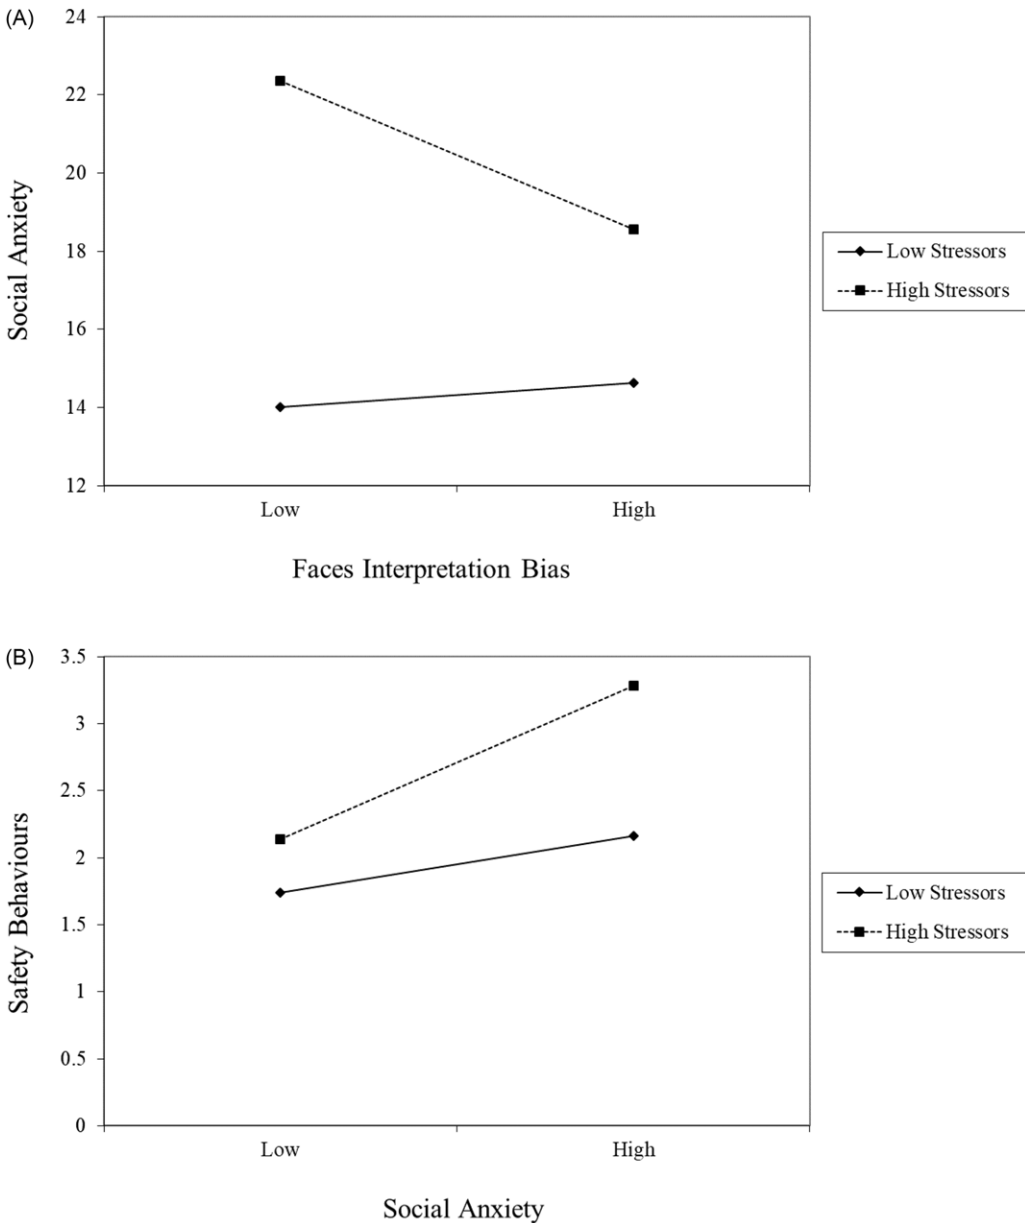 (A)
24
22
20
18
16
14
12
Social Anxiety
Low
High
Faces Interpretation Bias
Low Stressors
High Stressors
(B)
3.5
3
2.5
2
1.5
1
0.5
0
Safety Behaviours
Low
High
Social Anxiety
Low Stressors
High Stressors